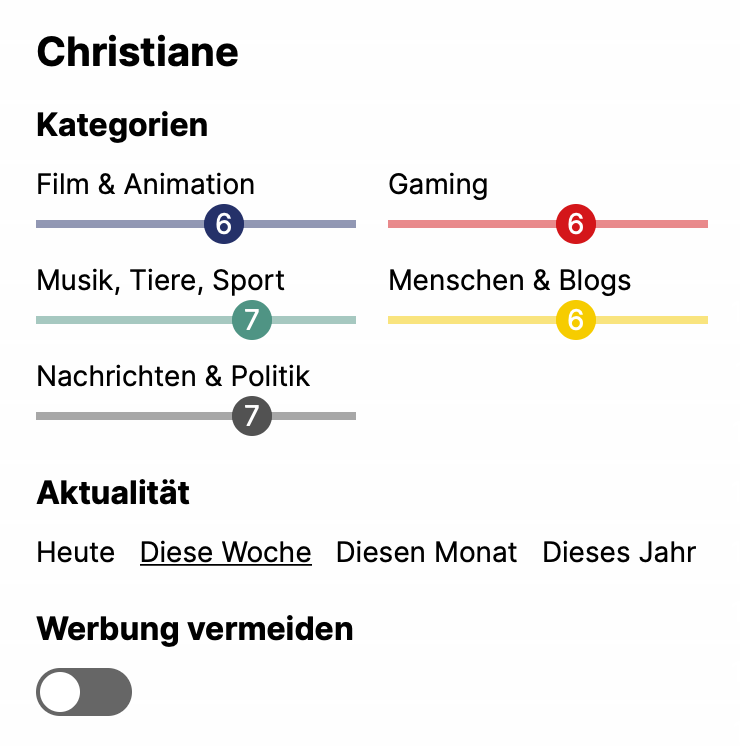 Christiane
Kategorien
Film & Animation
6
Gaming
6
Musik, Tiere, Sport
7
Menschen & Blogs
6
Nachrichten & Politik
7
Aktualität
Heute Diese Woche Diesen Monat Dieses Jahr
Werbung vermeiden